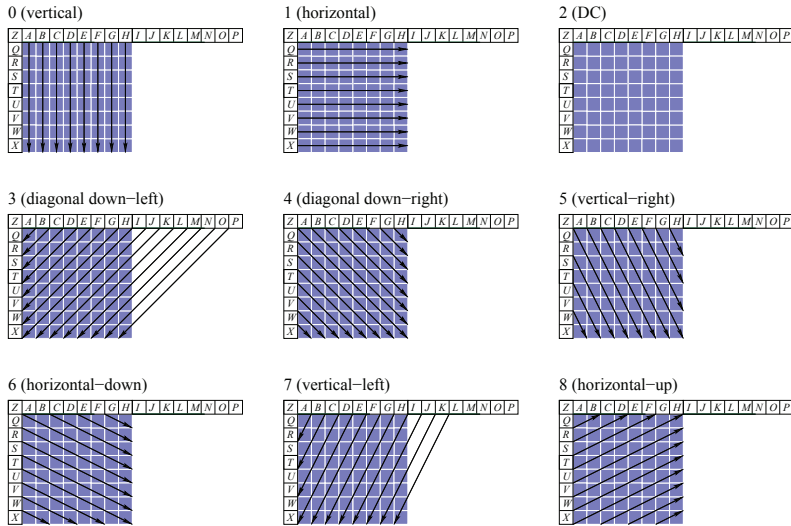 0 (vertical)
Z A B C D E F G H I J K L M N O P
Q
R
S
T
U
V
W
X
1 (horizontal)
Z A B C D E F G H I J K L M N O P
Q
R
S
T
U
V
W
X
2 (DC)
Z A B C D E F G H I J K L M N O P
Q
R
S
T
U
V
W
X
3 (diagonal down−left)
Z A B C D E F G H I J K L M N O P
Q
R
S
T
U
V
W
X
4 (diagonal down−right)
Z A B C D E F G H I J K L M N O P
Q
R
S
T
U
V
W
X
5 (vertical−right)
Z A B C D E F G H I J K L M N O P
Q
R
S
T
U
V
W
X
6 (horizontal−down)
Z A B C D E F G H I J K L M N O P
Q
R
S
T
U
V
W
X
7 (vertical−left)
Z A B C D E F G H I J K L M N O P
Q
R
S
T
U
V
W
X
8 (horizontal−up)
Z A B C D E F G H I J K L M N O P
Q
R
S
T
U
V
W
X